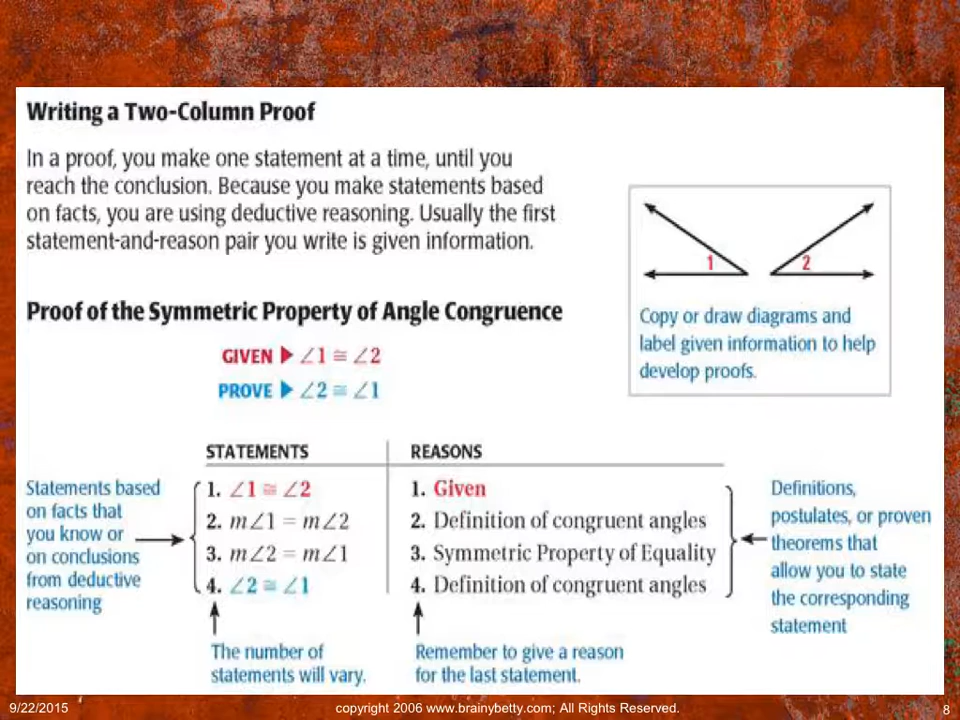 Writing a Two-Column Proof
In a proof, you make one statement at a time, until you
reach the conclusion. Because you make statements based
on facts, you are using deductive reasoning. Usually the first
statement-and-reason pair you write is given information.
1
2
Copy or draw diagrams and
label given information to help
develop proofs.
Proof of the Symmetric Property of Angle Congruence
GIVEN ▶ ∠1 ≅ ∠2
PROVE ▶ ∠2 ≅ ∠1
STATEMENTS
REASONS
Statements based
on facts that
you know or
on conclusions
from deductive
reasoning
1. ∠1 ≅ ∠2
2. m∠1 = m∠2
3. m∠2 = m∠1
4. ∠2 ≅ ∠1
1. Given
2. Definition of congruent angles
3. Symmetric Property of Equality
4. Definition of congruent angles
Definitions,
postulates, or proven
theorems that
allow you to state
the corresponding
statement
The number of
statements will vary.
Remember to give a reason
for the last statement.
9/22/2015
copyright 2006 www.brainybetty.com; All Rights Reserved.
8